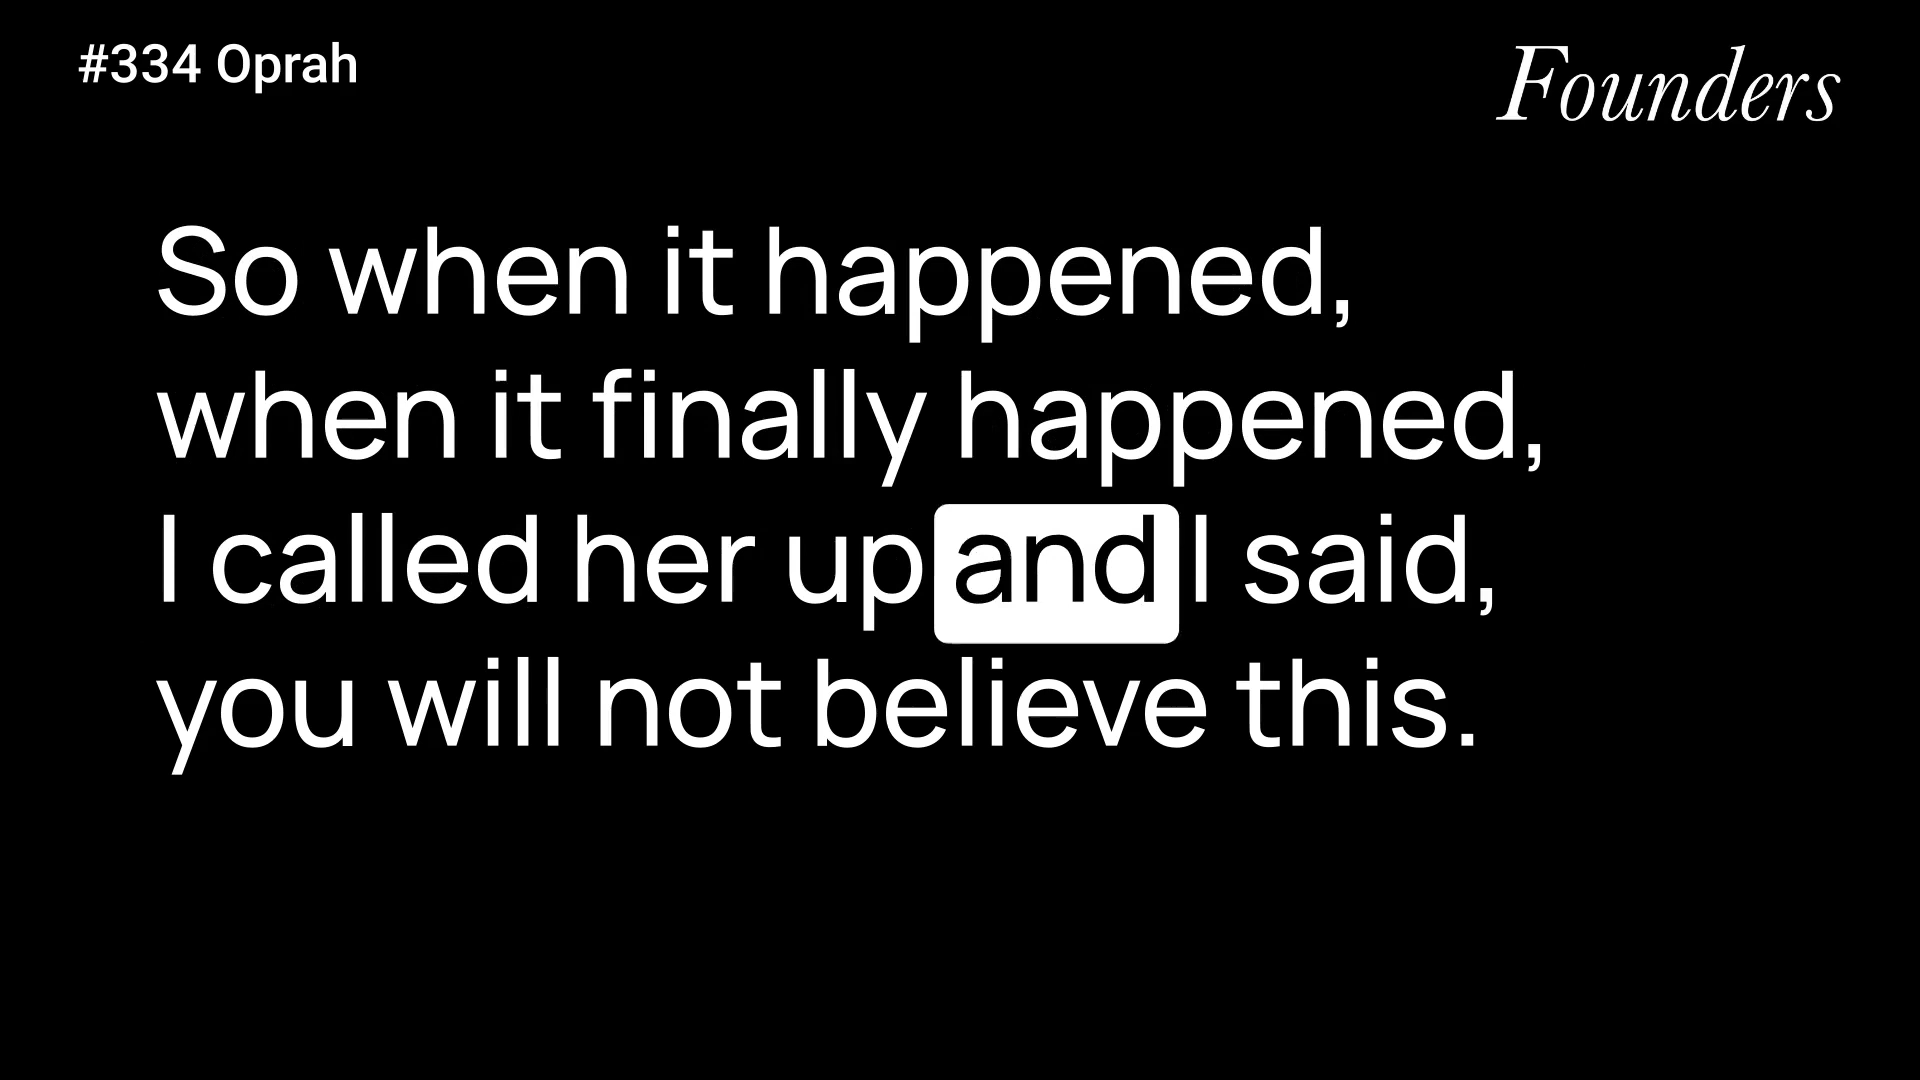 #334 Oprah
Founders
So when it happened,
when it finally happened,
I called her up and I said,
you will not believe this.